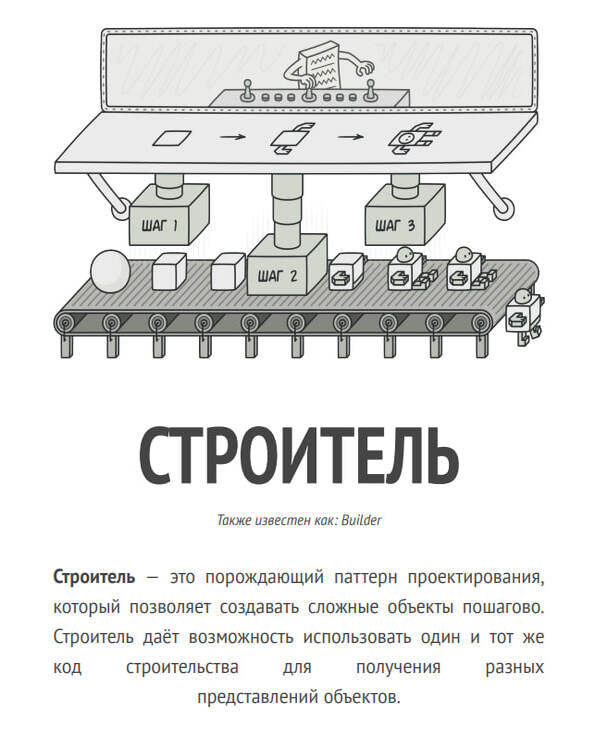 ШАГ 1
ШАГ 2
ШАГ 3
СТРОИТЕЛЬ
Также известен как: Builder
Строитель — это порождающий паттерн проектирования,
который позволяет создавать сложные объекты пошагово.
Строитель даёт возможность использовать один и тот же
код строительства для получения разных
представлений объектов.